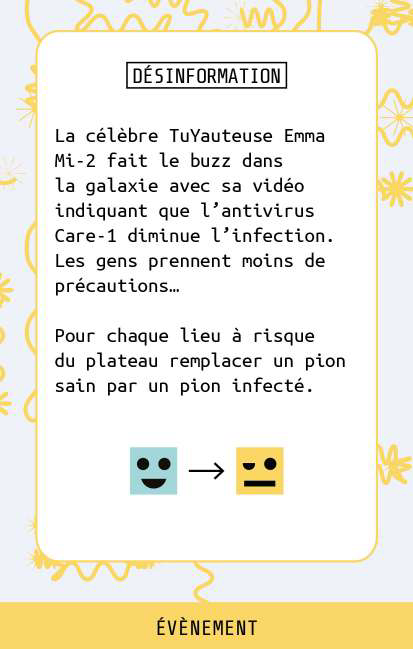 DÉSINFORMATION
La célèbre TuYauteuse Emma
Mi-2 fait le buzz dans
la galaxie avec sa vidéo
indiquant que l’antivirus
Care-1 diminue l’infection.
Les gens prennent moins de
précautions…
Pour chaque lieu à risque
du plateau remplacer un pion
sain par un pion infecté.
ÉVÈNEMENT